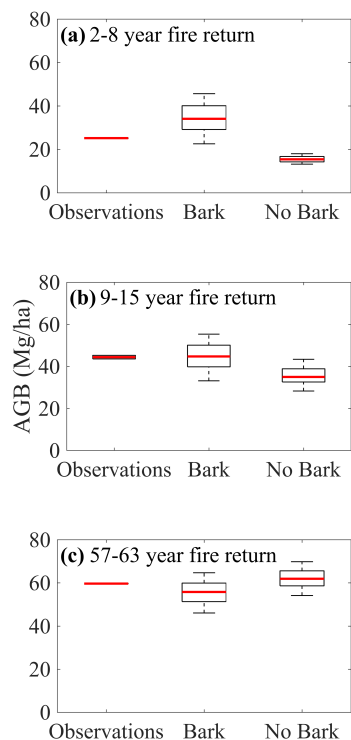 80
(a) 2-8 year fire return
60
40
20
0
Observations Bark No Bark
80
(b) 9-15 year fire return
60
AGB (Mg/ha)
40
20
0
Observations Bark No Bark
80
(c) 57-63 year fire return
60
40
20
0
Observations Bark No Bark